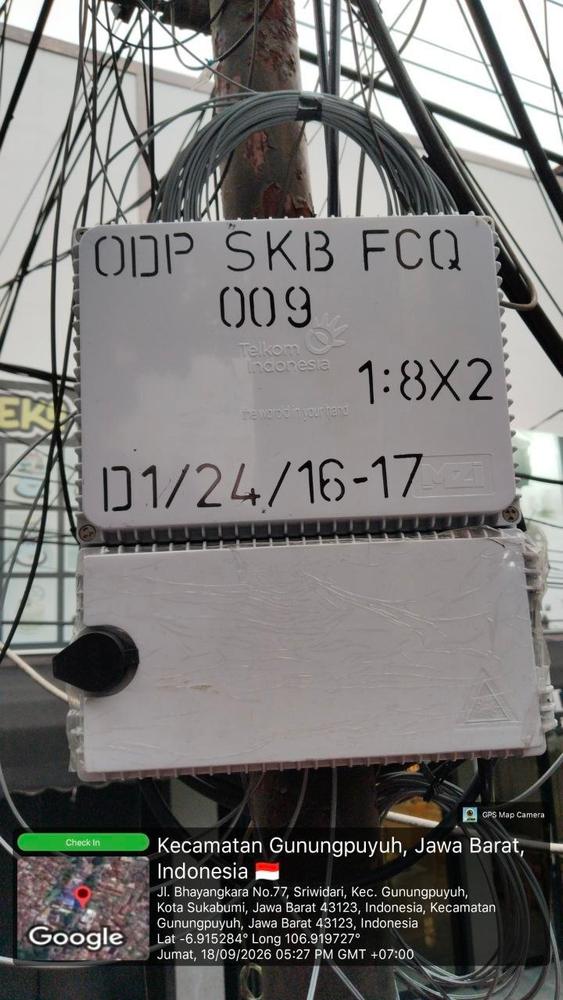 ODP SKB FCQ
009
Telkom
Indonesia
the world in your hand
1:8X2
D1/24/16-17
MZi
GPS Map Camera
Check In
Google
Kecamatan Gunungpuyuh, Jawa Barat,
Indonesia 🇮🇩
Jl. Bhayangkara No.77, Sriwidari, Kec. Gunungpuyuh,
Kota Sukabumi, Jawa Barat 43123, Indonesia, Kecamatan
Gunungpuyuh, Jawa Barat 43123, Indonesia
Lat -6.915284° Long 106.919727°
Jumat, 18/09/2026 05:27 PM GMT +07:00